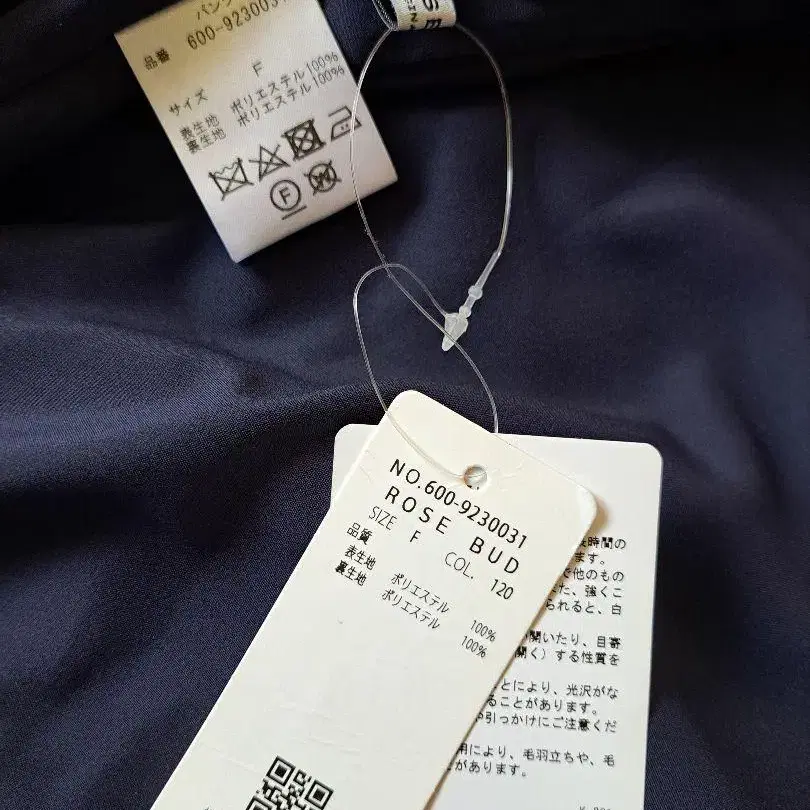 品番 600-9230031
サイズ F
表生地 ポリエステル100%
裏生地 ポリエステル100%
F
NO.600-9230031
ROSE BUD
SIZE F COL. 120
品質
表生地 ポリエステル 100%
裏生地 ポリエステル 100%
時間の
ます。
で他のもの
た、強くこ
られると、白
開いたり、目寄
開く）する性質を
とにより、光沢がな
ることがあります。
引っかけにご注意くだ
用により、毛羽立ちや、毛
があります。